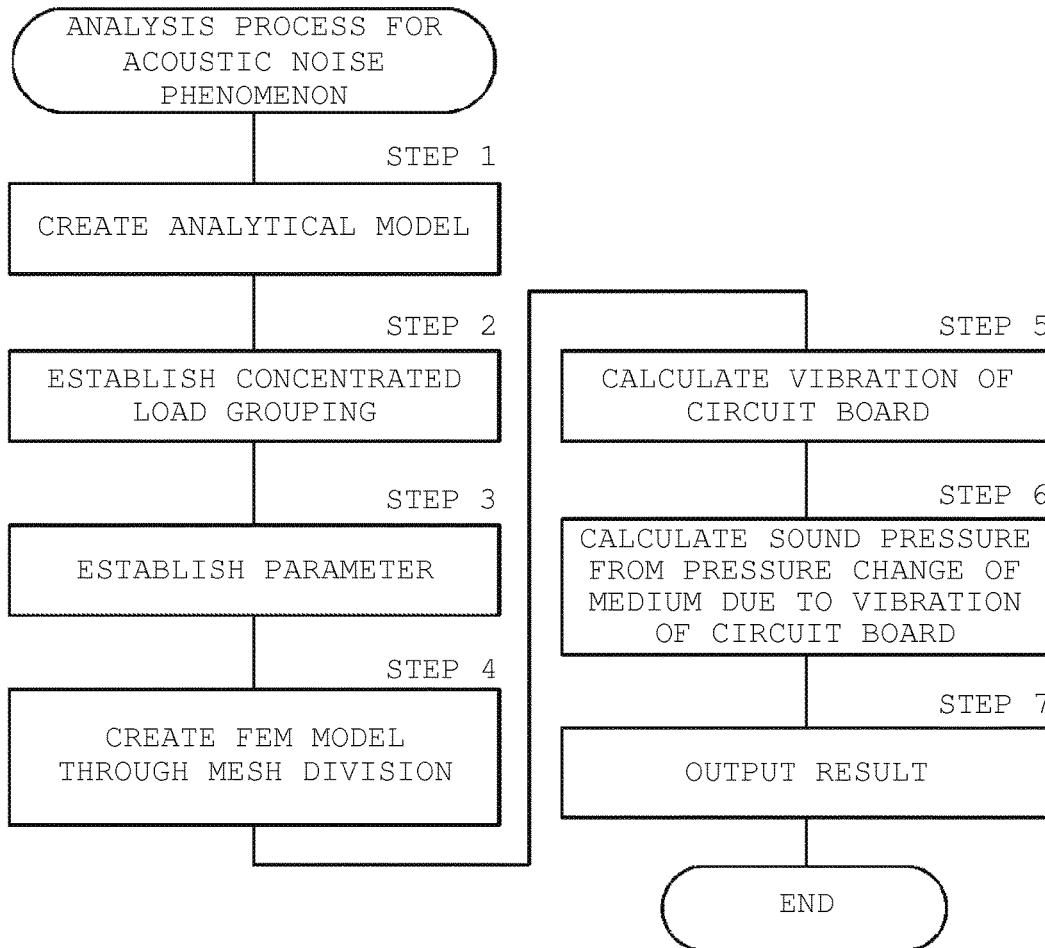 ANALYSIS PROCESS FOR
ACOUSTIC NOISE
PHENOMENON
STEP 1
CREATE ANALYTICAL MODEL
STEP 2
ESTABLISH CONCENTRATED
LOAD GROUPING
STEP 3
ESTABLISH PARAMETER
STEP 4
CREATE FEM MODEL
THROUGH MESH DIVISION
STEP 5
CALCULATE VIBRATION OF
CIRCUIT BOARD
STEP 6
CALCULATE SOUND PRESSURE
FROM PRESSURE CHANGE OF
MEDIUM DUE TO VIBRATION
OF CIRCUIT BOARD
STEP 7
OUTPUT RESULT
END